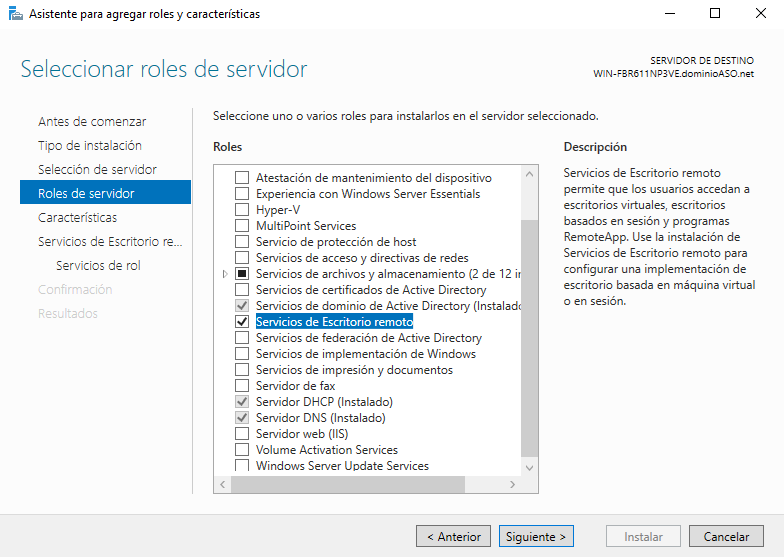 Asistente para agregar roles y características
Seleccionar roles de servidor
SERVIDOR DE DESTINO
WIN-FBR611NP3VE.dominioASO.net
Antes de comenzar
Tipo de instalación
Selección de servidor
Roles de servidor
Características
Servicios de Escritorio re...
Servicios de rol
Confirmación
Resultados
Seleccione uno o varios roles para instalarlos en el servidor seleccionado.
Roles
Atestación de mantenimiento del dispositivo
Experiencia con Windows Server Essentials
Hyper-V
MultiPoint Services
Servicio de protección de host
Servicios de acceso y directivas de redes
Servicios de archivos y almacenamiento (2 de 12 in
Servicios de certificados de Active Directory
Servicios de dominio de Active Directory (Instalado
Servicios de Escritorio remoto
Servicios de federación de Active Directory
Servicios de implementación de Windows
Servicios de impresión y documentos
Servidor de fax
Servidor DHCP (Instalado)
Servidor DNS (Instalado)
Servidor web (IIS)
Volume Activation Services
Windows Server Update Services
Descripción
Servicios de Escritorio remoto
permite que los usuarios accedan a
escritorios virtuales, escritorios
basados en sesión y programas
RemoteApp. Use la instalación de
Servicios de Escritorio remoto para
configurar una implementación de
escritorio basada en máquina virtual
o en sesión.
< Anterior
Siguiente >
Instalar
Cancelar